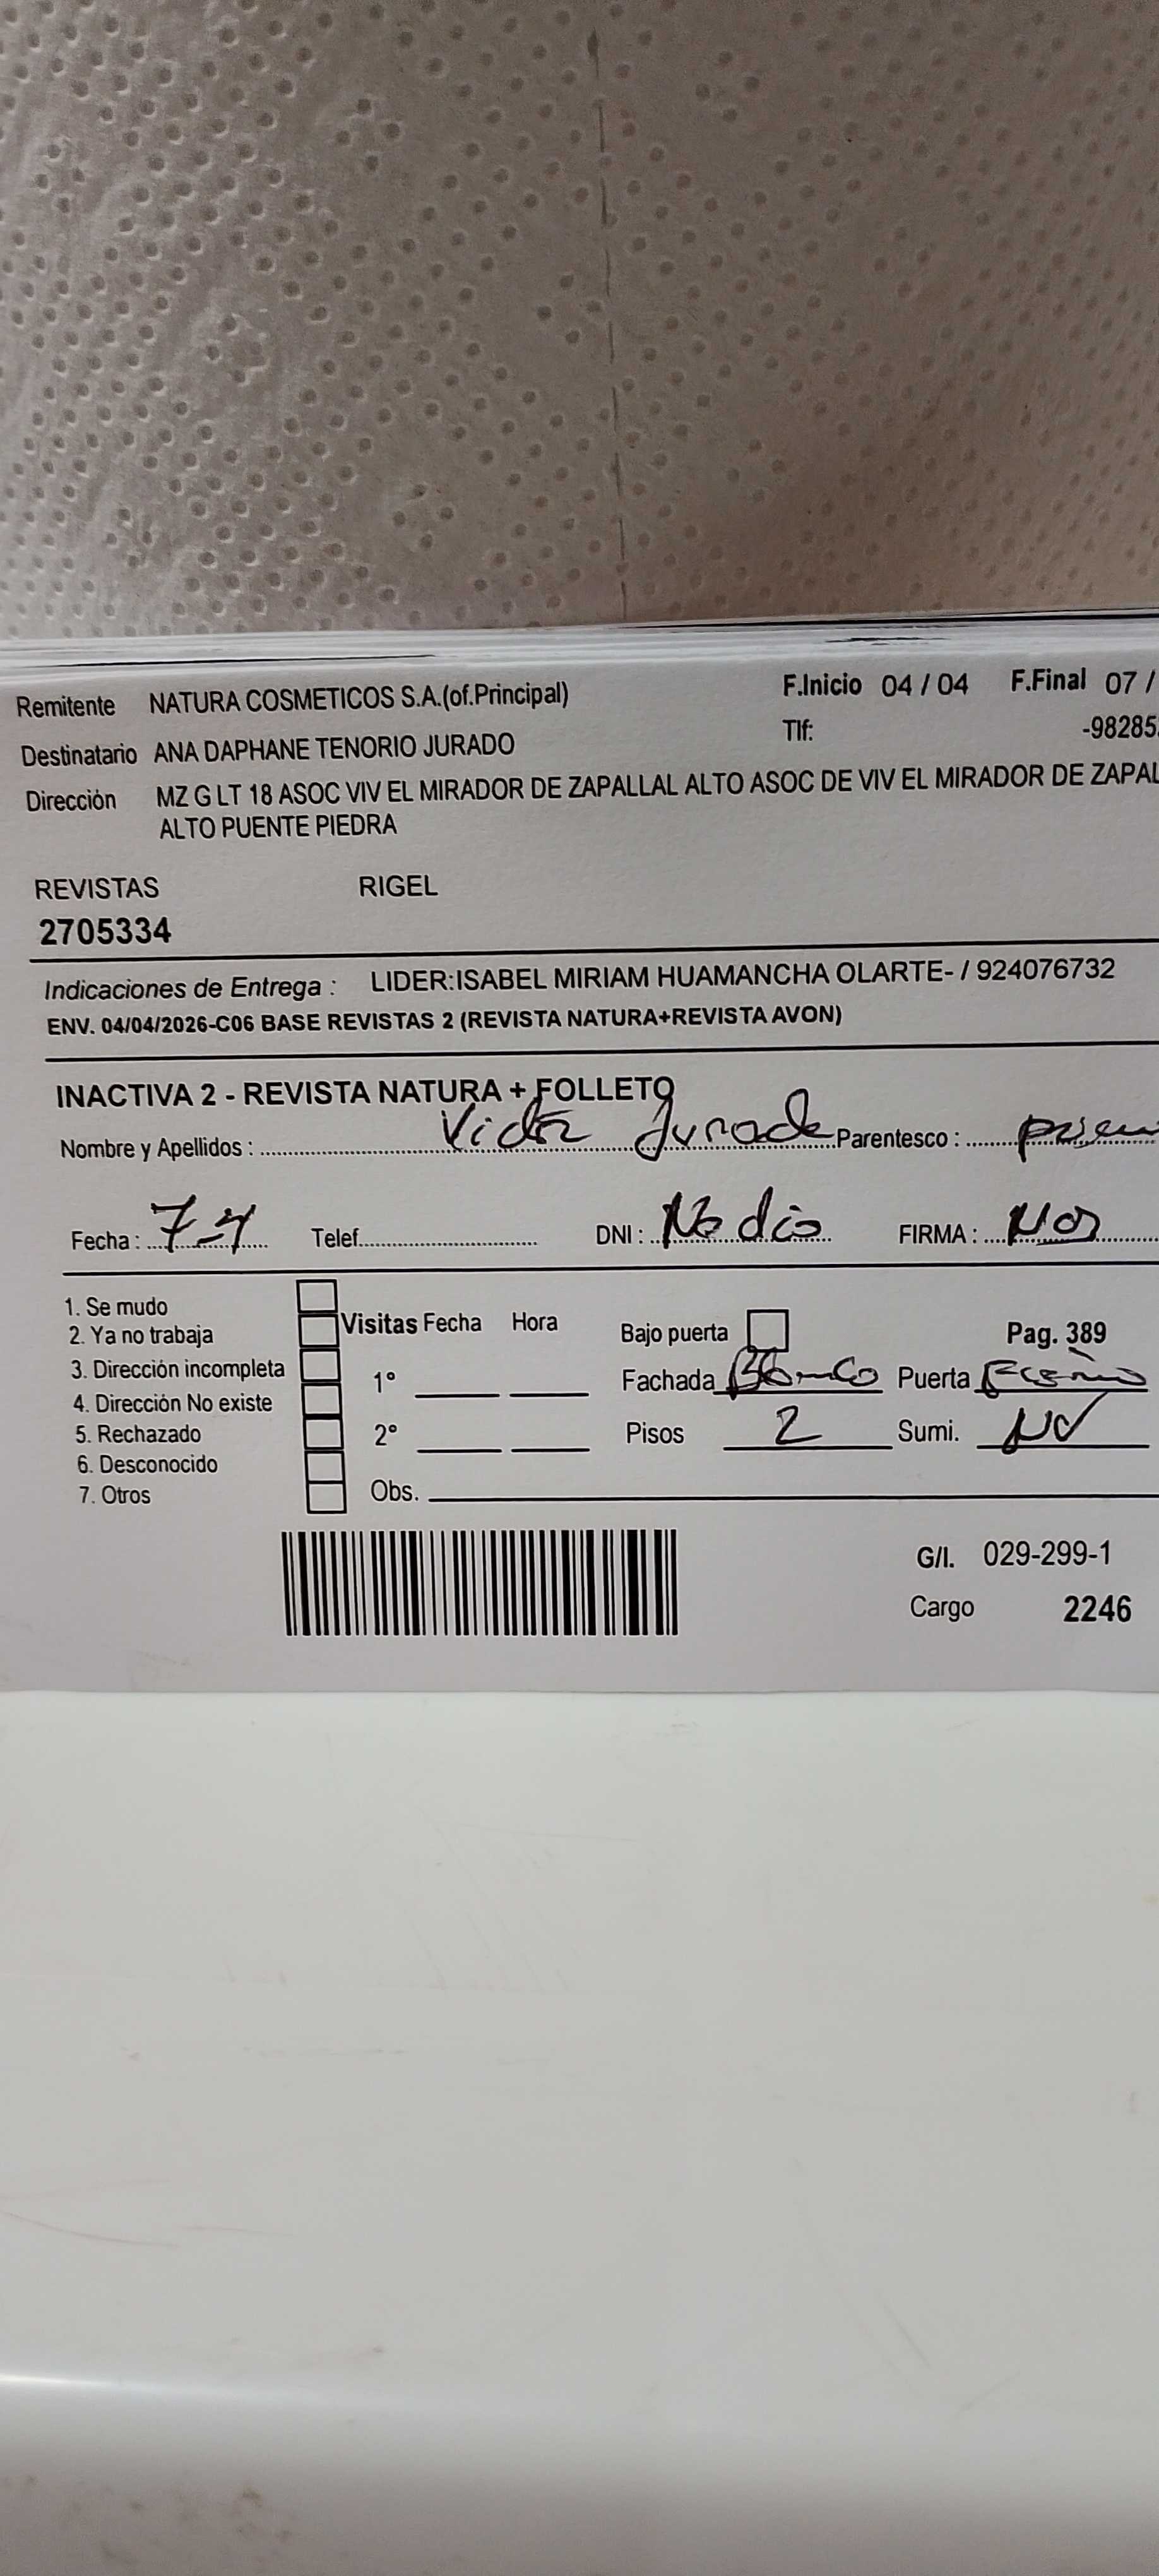 Remitente NATURA COSMETICOS S.A.(of.Principal) F.Inicio 04 / 04 F.Final 07 /
Tlf: -98285
Destinatario ANA DAPHANE TENORIO JURADO
Dirección MZ G LT 18 ASOC VIV EL MIRADOR DE ZAPALLAL ALTO ASOC DE VIV EL MIRADOR DE ZAPAL
ALTO PUENTE PIEDRA
REVISTAS RIGEL
2705334
Indicaciones de Entrega : LIDER:ISABEL MIRIAM HUAMANCHA OLARTE- / 924076732
ENV. 04/04/2026-C06 BASE REVISTAS 2 (REVISTA NATURA+REVISTA AVON)
INACTIVA 2 - REVISTA NATURA + FOLLETO
Nombre y Apellidos : Victor Jurado Parentesco :
Fecha : 7-4 Telef. DNI : No dio FIRMA :
1. Se mudo
2. Ya no trabaja
3. Dirección incompleta
4. Dirección No existe
5. Rechazado
6. Desconocido
7. Otros
Visitas Fecha Hora
1°
2°
Obs.
Bajo puerta Pag. 389
Fachada Blanco Puerta
Pisos 2 Sumi. No
G/I. 029-299-1
Cargo 2246